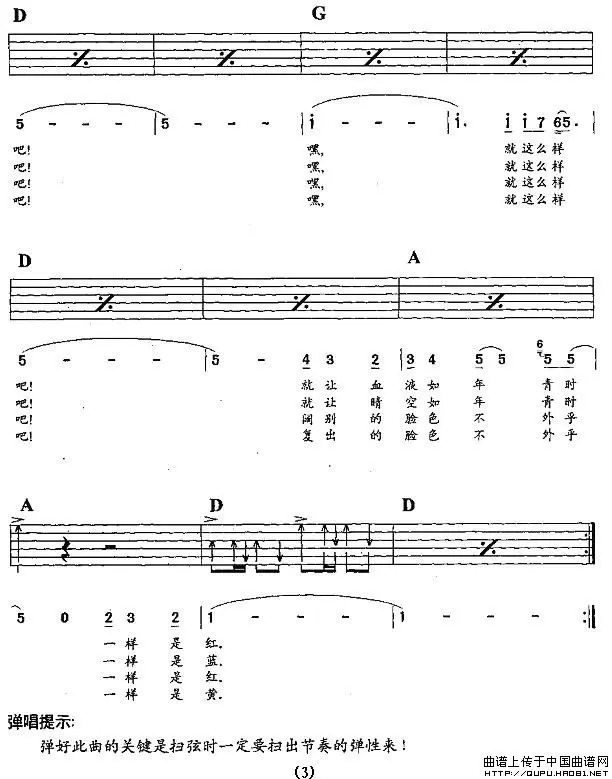 D G
5 - - - 5 - - - i - - - i. i i 7 65.
吧! 嘿, 就这么样
吧! 嘿, 就这么样
吧! 嘿, 就这么样
吧! 嘿, 就这么样
D A
5 - - - 5 - 4 3 2 3 4 5 5 6 5 5
吧! 就让血液如年青时
吧! 就让晴空如年青时
吧! 阔别的脸色不外乎
吧! 复出的脸色不外乎
A D D
5 0 2 3 2 1 - - - 1 - - -
一样是红.
一样是蓝.
一样是红.
一样是黄.
弹唱提示:
弹好此曲的关键是扫弦时一定要扫出节奏的弹性来!
(3)
曲谱上传于中国曲谱网
HTTP://QUPU.HAO81.NET